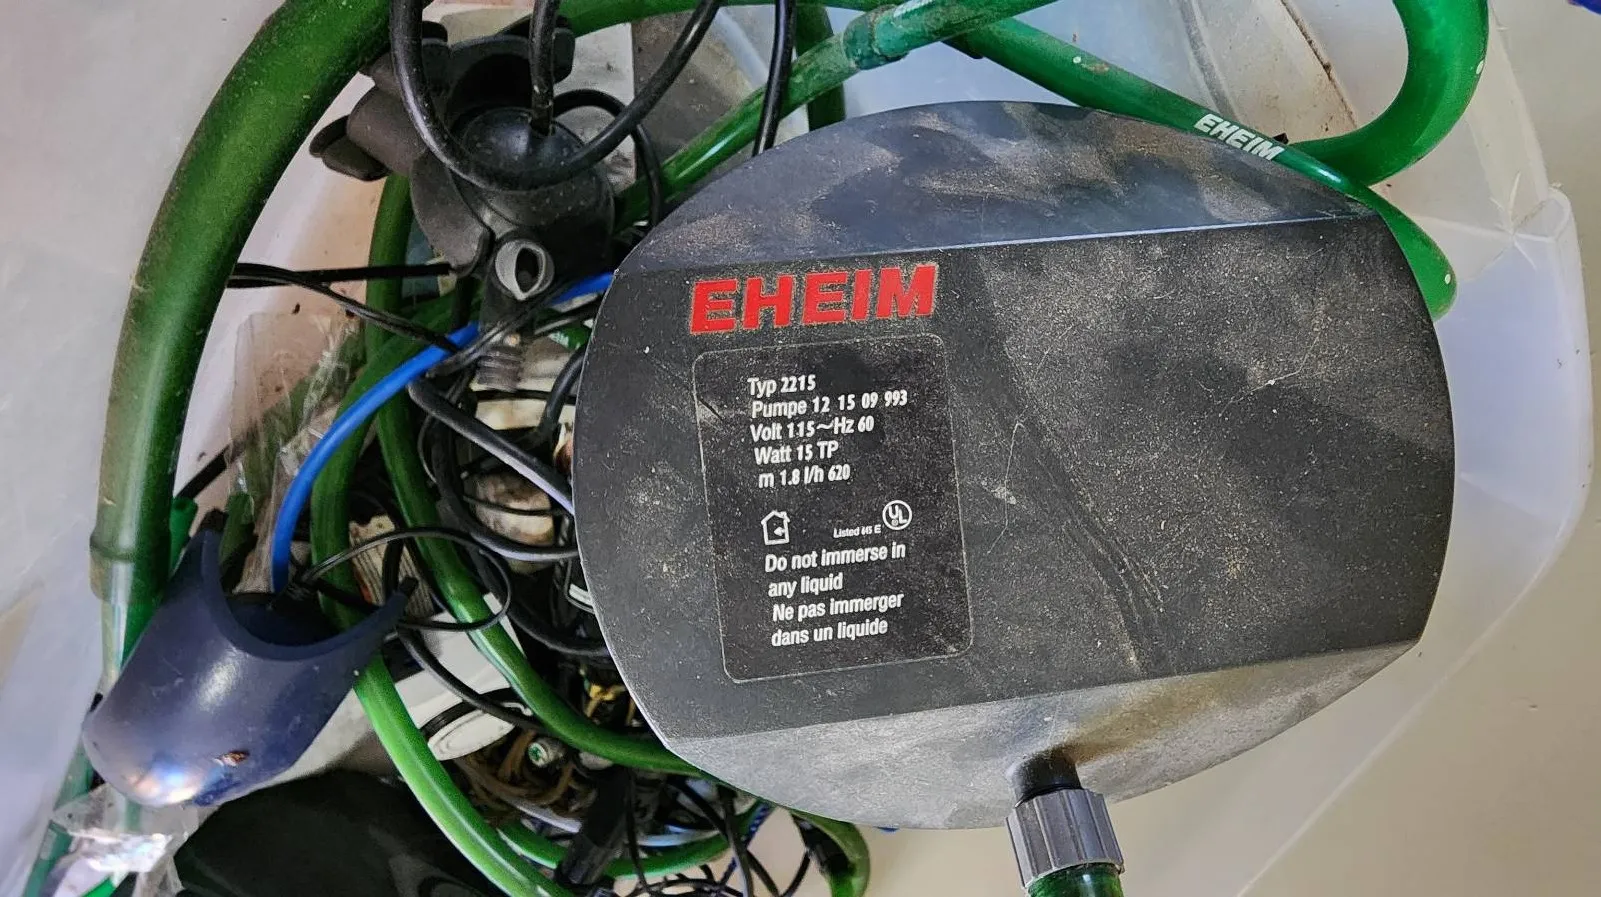 EHEIM
EHEIM
Typ 2215
Pumpe 12 15 09 993
Volt 115~Hz 60
Watt 15 TP
m 1.8 l/h 620
UL
Listed E
Do not immerse in
any liquid
Ne pas immerger
dans un liquide